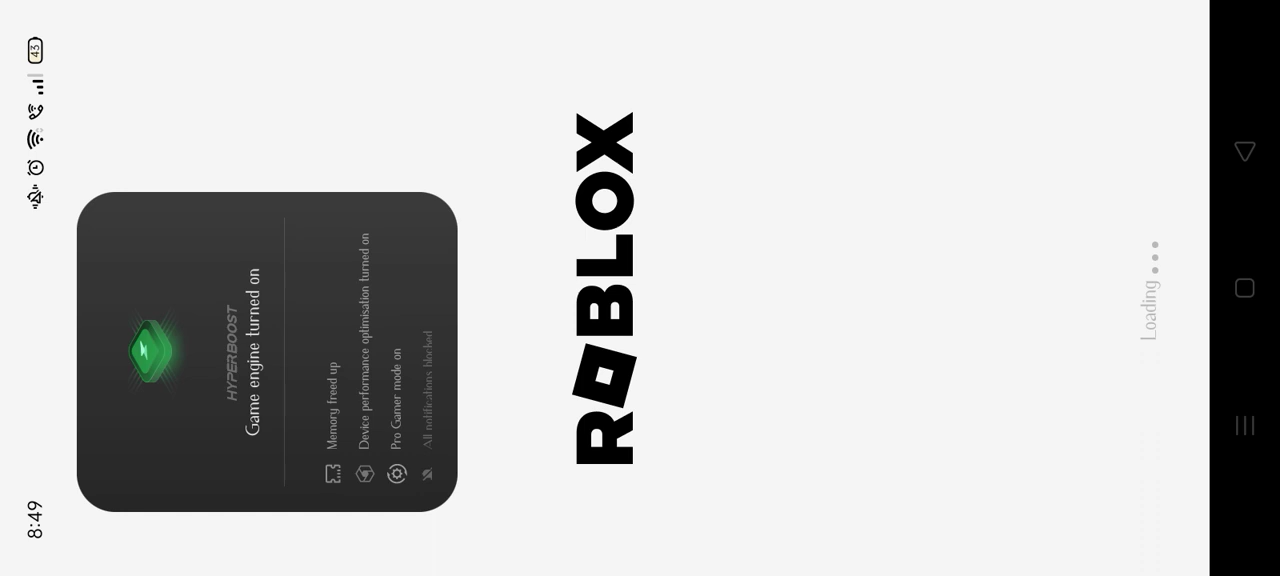 8:49
43
HYPERBOOST
Game engine turned on
Memory freed up
Device performance optimisation turned on
Pro Gamer mode on
All notifications blocked
ROBLOX
Loading...